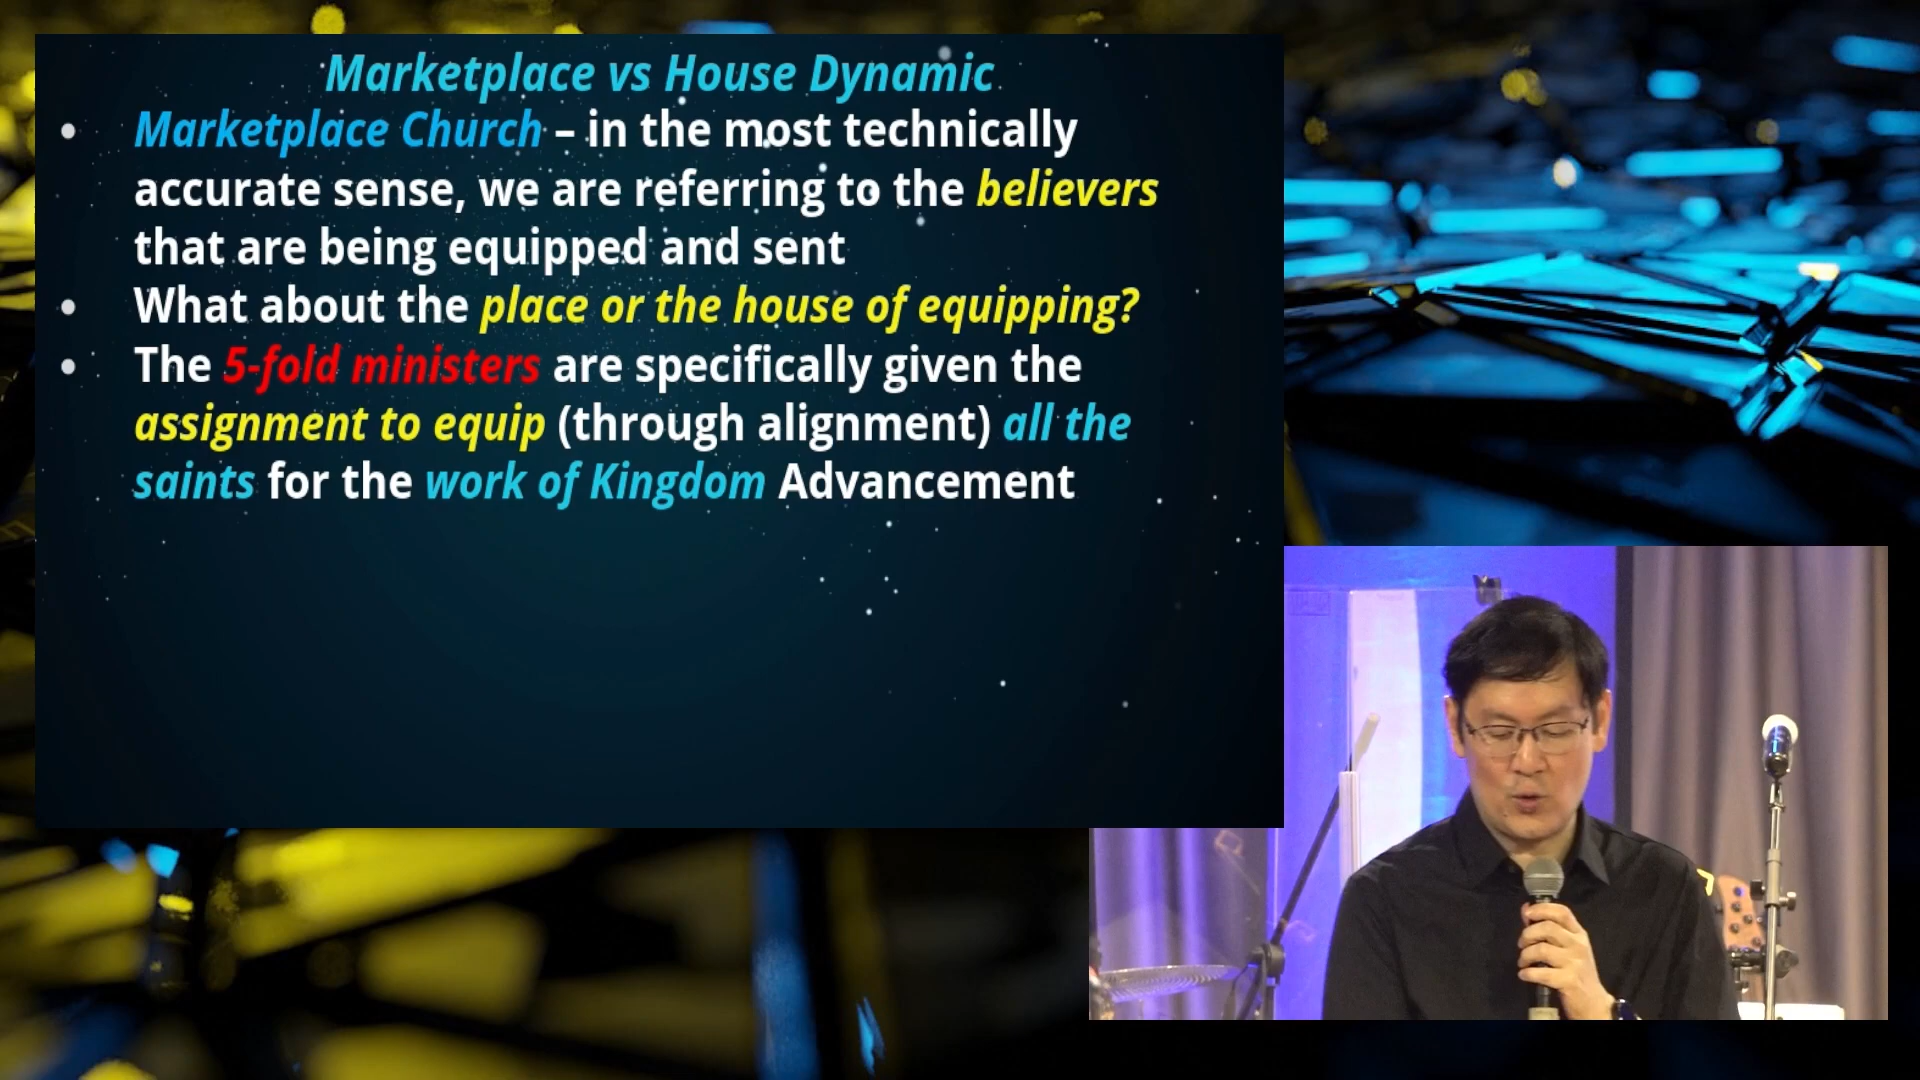 Marketplace vs House Dynamic
• Marketplace Church – in the most technically
accurate sense, we are referring to the believers
that are being equipped and sent
• What about the place or the house of equipping?
• The 5-fold ministers are specifically given the
assignment to equip (through alignment) all the
saints for the work of Kingdom Advancement